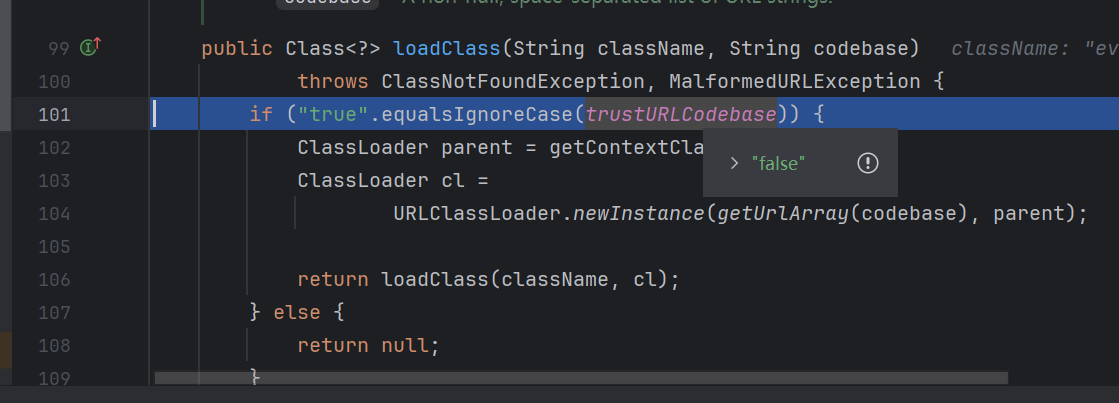 codebase – A non-null, space-separated list of URL strings.
99 public Class<?> loadClass(String className, String codebase) className: "ev
100 throws ClassNotFoundException, MalformedURLException {
101 if ("true".equalsIgnoreCase(trustURLCodebase)) {
102 ClassLoader parent = getContextCla
"false"
103 ClassLoader cl =
104 URLClassLoader.newInstance(getUrlArray(codebase), parent);
105
106 return loadClass(className, cl);
107 } else {
108 return null;
109 }